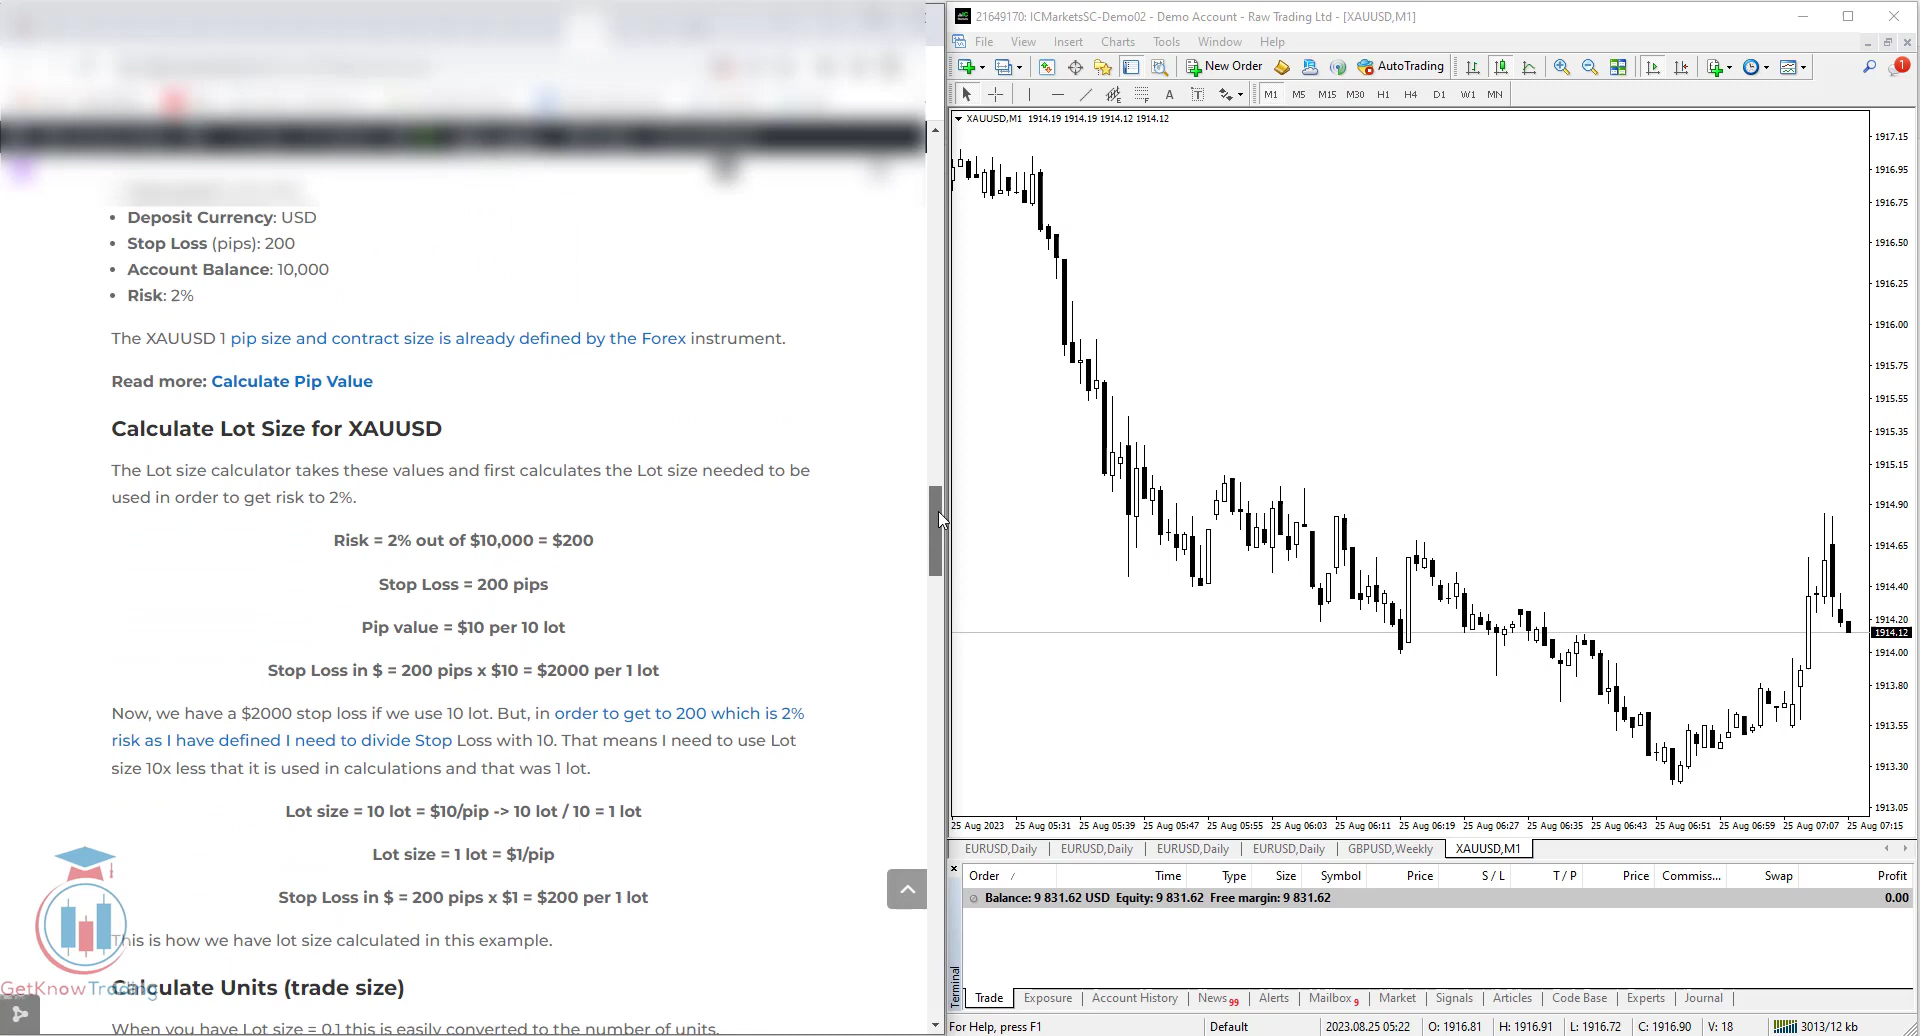 21649170: ICMarketsSC-Demo02 - Demo Account - Raw Trading Ltd - [XAUUSD,M1]
File View Insert Charts Tools Window Help
New Order AutoTrading 1
M1 M5 M15 M30 H1 H4 D1 W1 MN
XAUUSD,M1 1914.19 1914.19 1914.12 1914.12
1917.15
1916.95
1916.75
1916.50
1916.25
1916.00
1915.75
1915.55
1915.35
1915.15
1914.90
1914.65
1914.40
1914.20
1914.12
1914.00
1913.80
1913.55
1913.30
1913.05
25 Aug 2023 25 Aug 05:31 25 Aug 05:39 25 Aug 05:47 25 Aug 05:55 25 Aug 06:03 25 Aug 06:11 25 Aug 06:19 25 Aug 06:27 25 Aug 06:35 25 Aug 06:43 25 Aug 06:51 25 Aug 06:59 25 Aug 07:07 25 Aug 07:15
EURUSD,Daily EURUSD,Daily EURUSD,Daily EURUSD,Daily GBPUSD,Weekly XAUUSD,M1
Order / Time Type Size Symbol Price S / L T / P Price Commiss... Swap Profit
Balance: 9 831.62 USD Equity: 9 831.62 Free margin: 9 831.62 0.00
Terminal
Trade Exposure Account History News 99 Alerts Mailbox 9 Market Signals Articles Code Base Experts Journal
For Help, press F1 Default 2023.08.25 05:22 O: 1916.81 H: 1916.91 L: 1916.72 C: 1916.90 V: 18 3013/12 kb
• Deposit Currency: USD
• Stop Loss (pips): 200
• Account Balance: 10,000
• Risk: 2%
The XAUUSD 1 pip size and contract size is already defined by the Forex instrument.
Read more: Calculate Pip Value
Calculate Lot Size for XAUUSD
The Lot size calculator takes these values and first calculates the Lot size needed to be
used in order to get risk to 2%.
Risk = 2% out of $10,000 = $200
Stop Loss = 200 pips
Pip value = $10 per 10 lot
Stop Loss in $ = 200 pips x $10 = $2000 per 1 lot
Now, we have a $2000 stop loss if we use 10 lot. But, in order to get to 200 which is 2%
risk as I have defined I need to divide Stop Loss with 10. That means I need to use Lot
size 10x less that it is used in calculations and that was 1 lot.
Lot size = 10 lot = $10/pip -> 10 lot / 10 = 1 lot
Lot size = 1 lot = $1/pip
Stop Loss in $ = 200 pips x $1 = $200 per 1 lot
This is how we have lot size calculated in this example.
GetKnowTrading
Calculate Units (trade size)
When you have Lot size = 0.1 this is easily converted to the number of units.